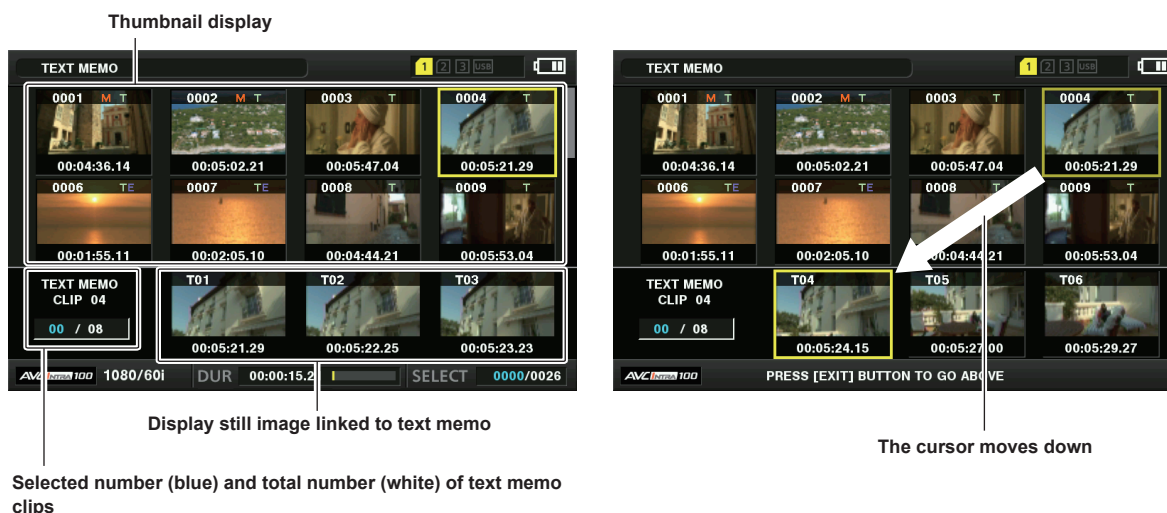 Thumbnail display
TEXT MEMO
1 2 3 USB
0001 M T
0002 M T
0003 T
0004 T
00:04:36.14
00:05:02.21
00:05:47.04
00:05:21.29
0006 TE
0007 TE
0008 T
0009 T
00:01:55.11
00:02:05.10
00:04:44.21
00:05:53.04
TEXT MEMO
CLIP 04
00 / 08
T01
T02
T03
00:05:21.29
00:05:22.25
00:05:23.23
AVC INTRA 100
1080/60i
DUR 00:00:15.2
SELECT 0000/0026
Display still image linked to text memo
Selected number (blue) and total number (white) of text memo
clips
TEXT MEMO
1 2 3 USB
0001 M T
0002 M T
0003 T
0004 T
00:04:36.14
00:05:02.21
00:05:47.04
00:05:21.29
0006 TE
0007 TE
0008 T
0009 T
00:01:55.11
00:02:05.10
00:04:44.21
00:05:53.04
TEXT MEMO
CLIP 04
00 / 08
T04
T05
T06
00:05:24.15
00:05:27.00
00:05:29.27
AVC INTRA 100
PRESS [EXIT] BUTTON TO GO ABOVE
The cursor moves down